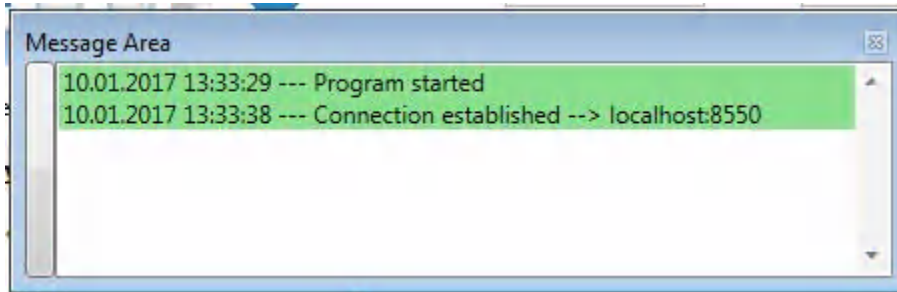 Message Area
10.01.2017 13:33:29 --- Program started
10.01.2017 13:33:38 --- Connection established --> localhost:8550